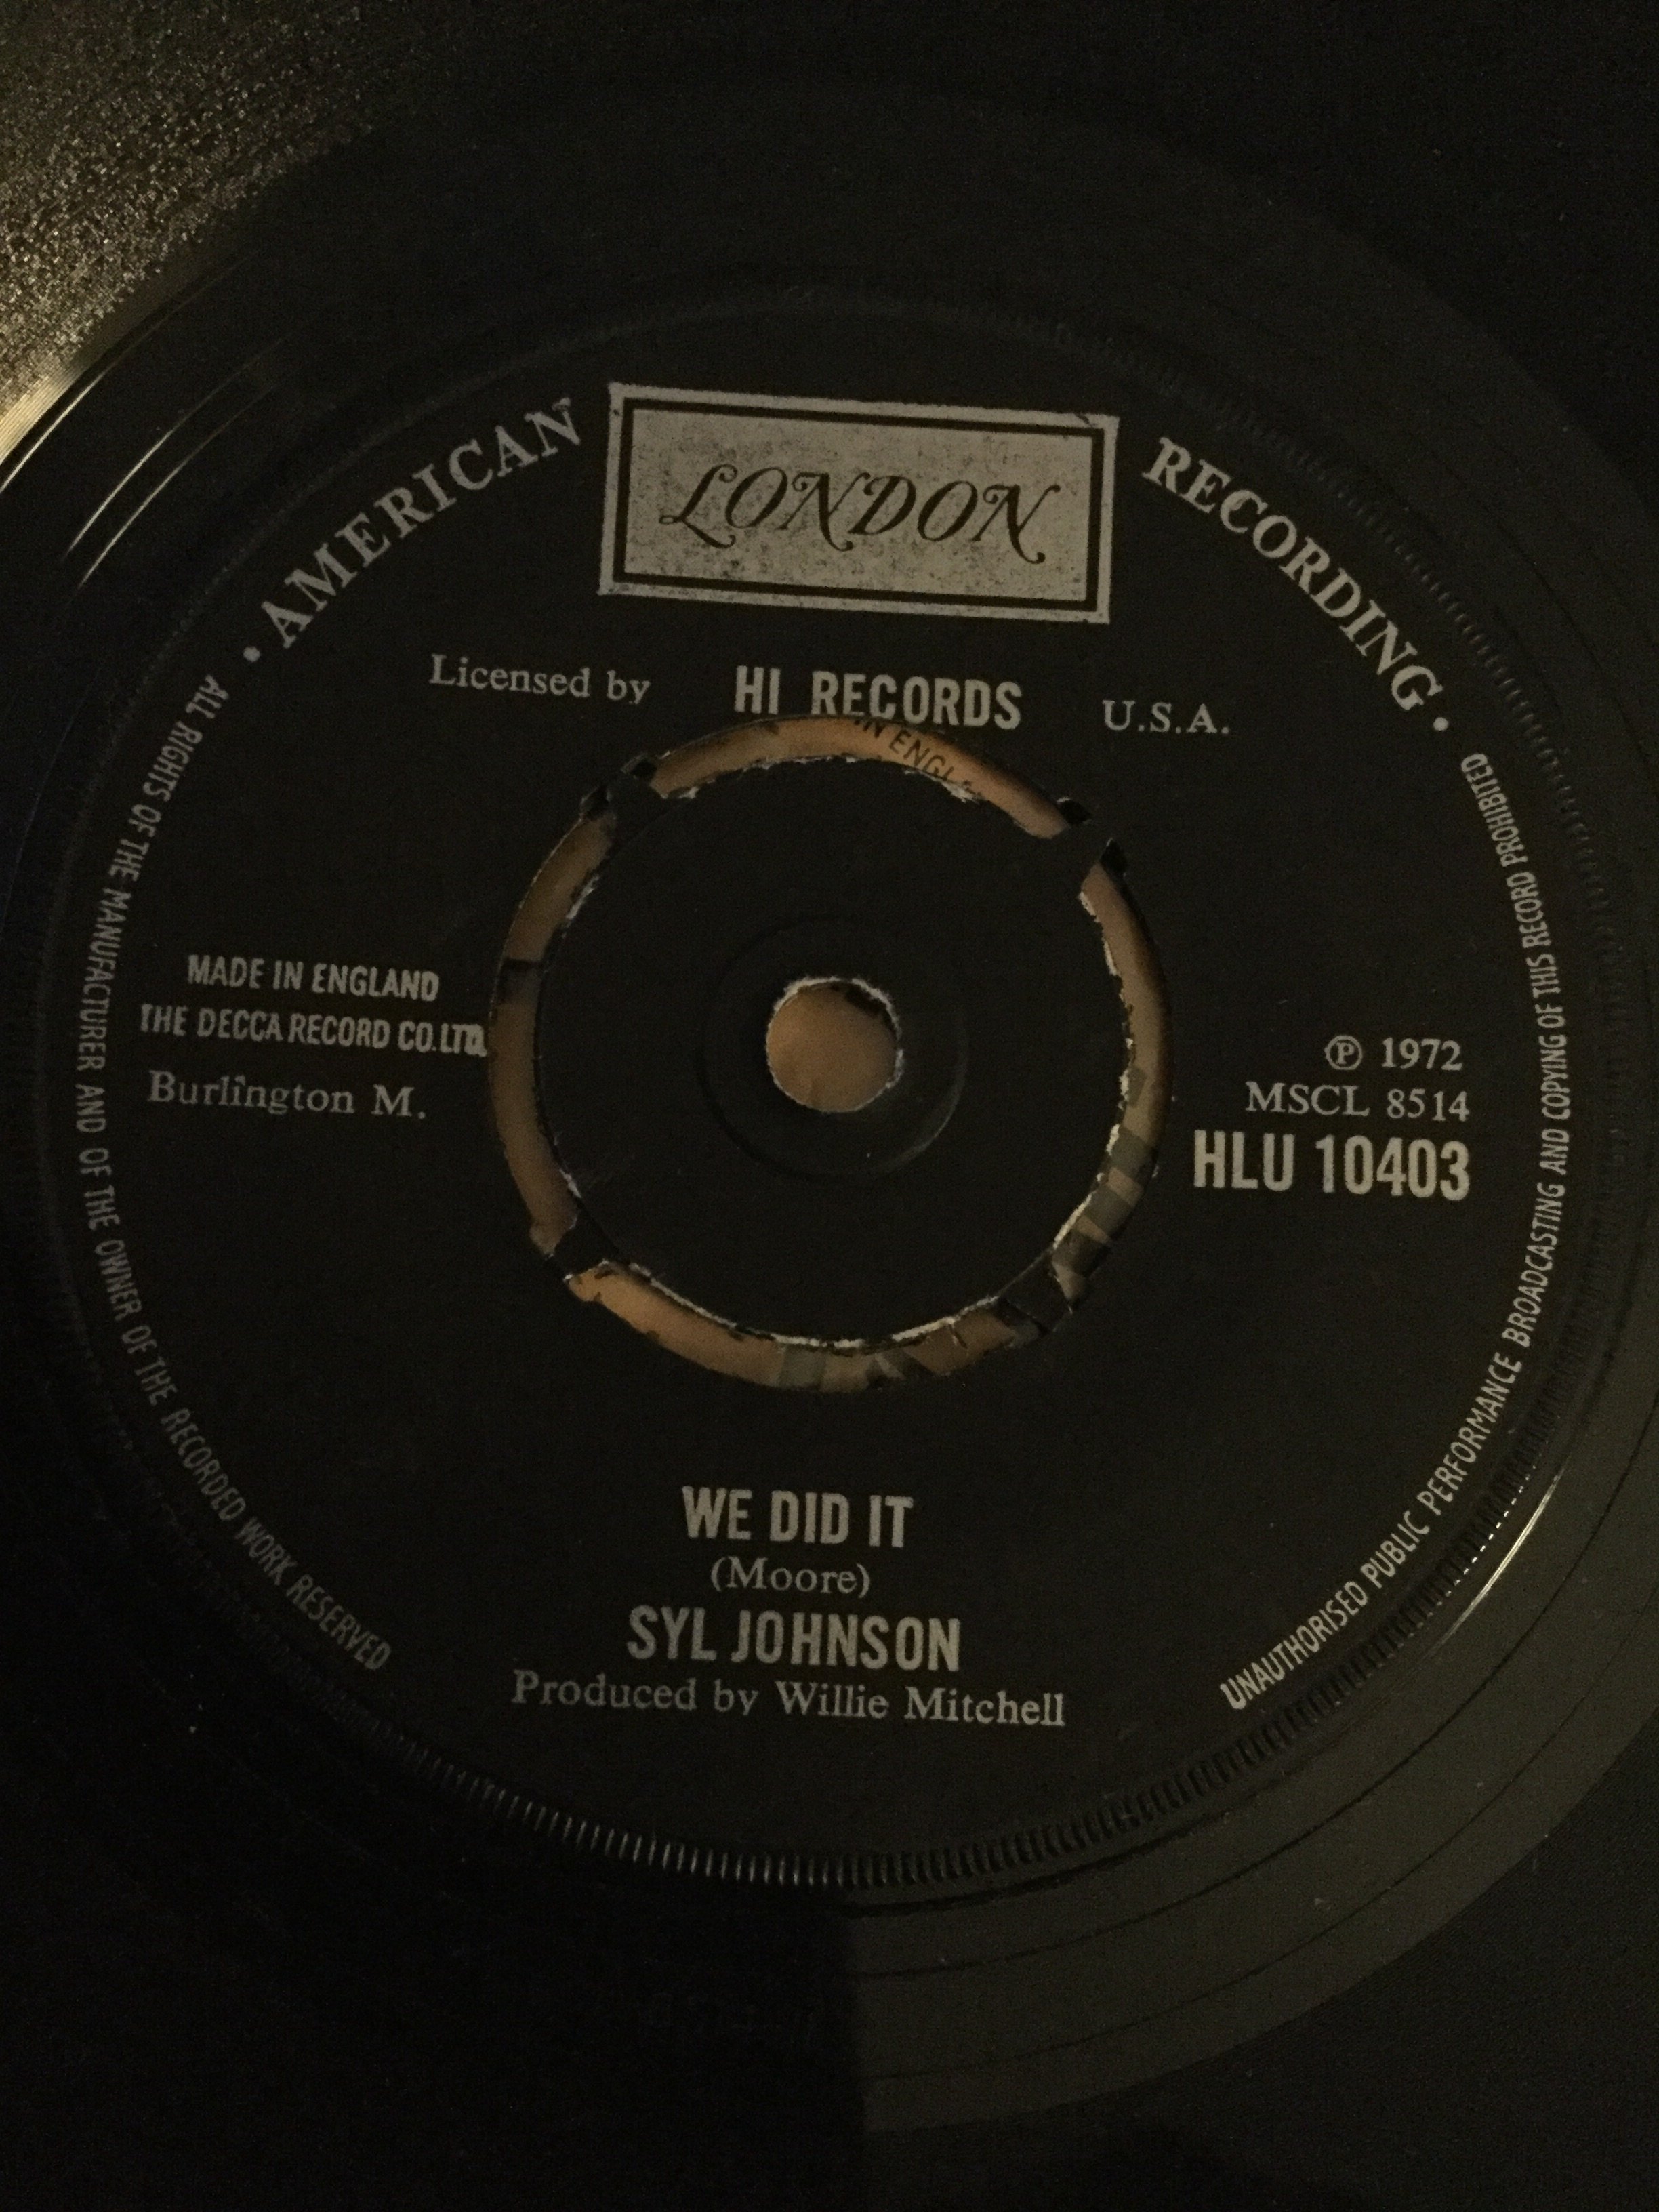 • AMERICAN
LONDON
RECORDING •
Licensed by HI RECORDS U.S.A.
IN ENGL
MADE IN ENGLAND
THE DECCA RECORD CO. LTD.
Burlington M.
℗ 1972
MSCL 8514
HLU 10403
WE DID IT
(Moore)
SYL JOHNSON
Produced by Willie Mitchell
ALL RIGHTS OF THE MANUFACTURER AND OF THE OWNER OF THE RECORDED WORK RESERVED
UNAUTHORISED PUBLIC PERFORMANCE BROADCASTING AND COPYING OF THIS RECORD PROHIBITED